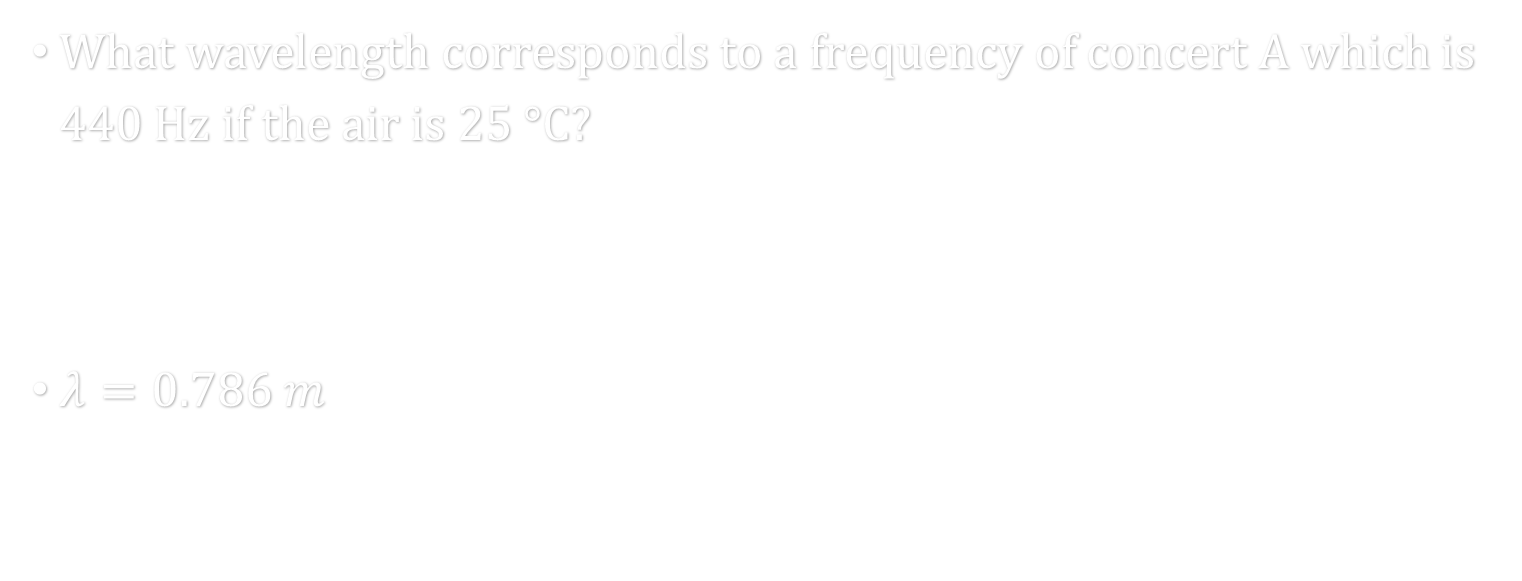 • What wavelength corresponds to a frequency of concert A which is
440 Hz if the air is 25 °C?
• λ = 0.786 m